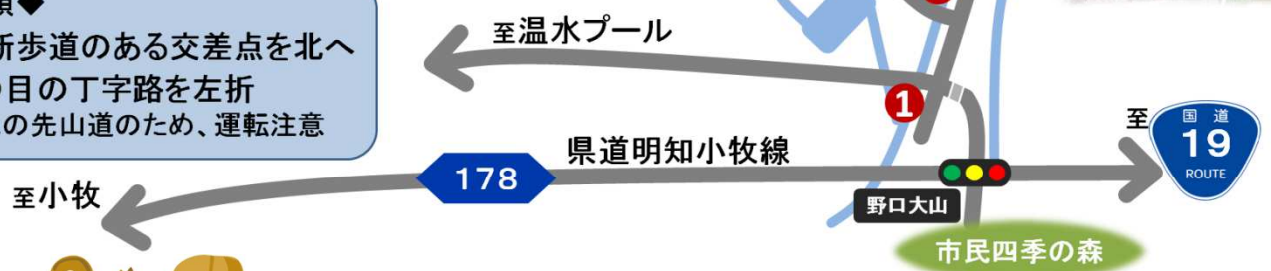 断歩道のある交差点を北へ
目の丁字路を左折
の先山道のため、運転注意
至温水プール
1
県道明知小牧線
178
至小牧
野口大山
至
国道
19
ROUTE
市民四季の森